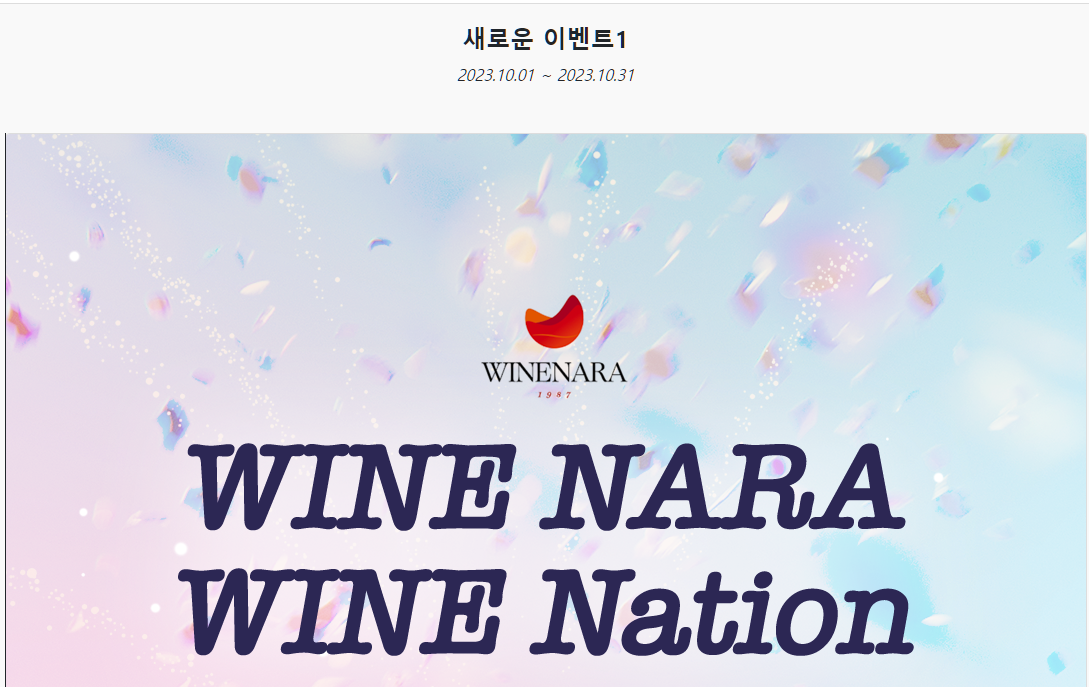 새로운 이벤트1
2023.10.01 ~ 2023.10.31
WINENARA
1987
WINE NARA
WINE Nation